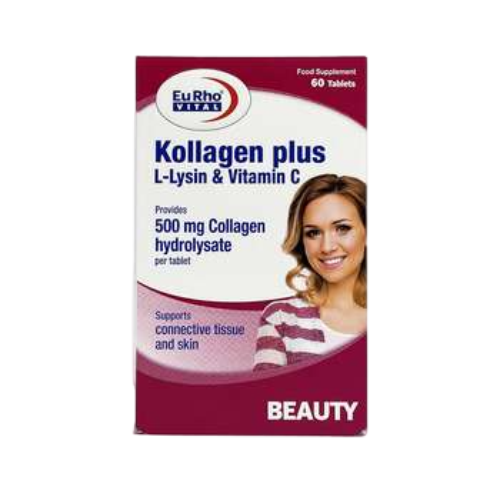 Food Supplement
60 Tablets
EuRho®
VITAL
Kollagen plus
L-Lysin & Vitamin C
Provides
500 mg Collagen
hydrolysate
per tablet
Supports
connective tissue
and skin
BEAUTY